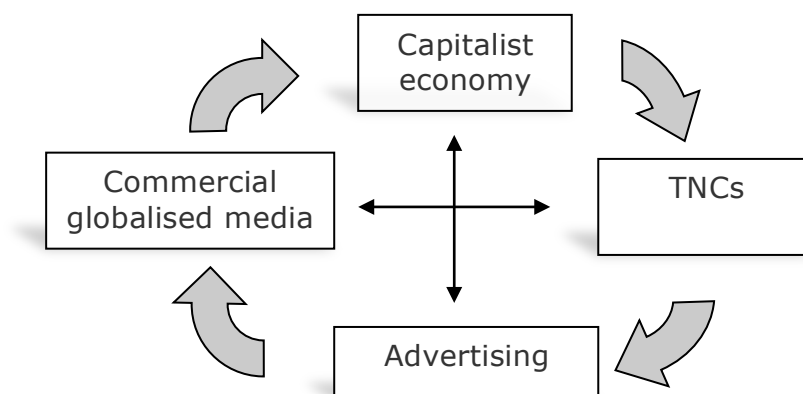 Capitalist
economy
Commercial
globalised media
TNCs
Advertising